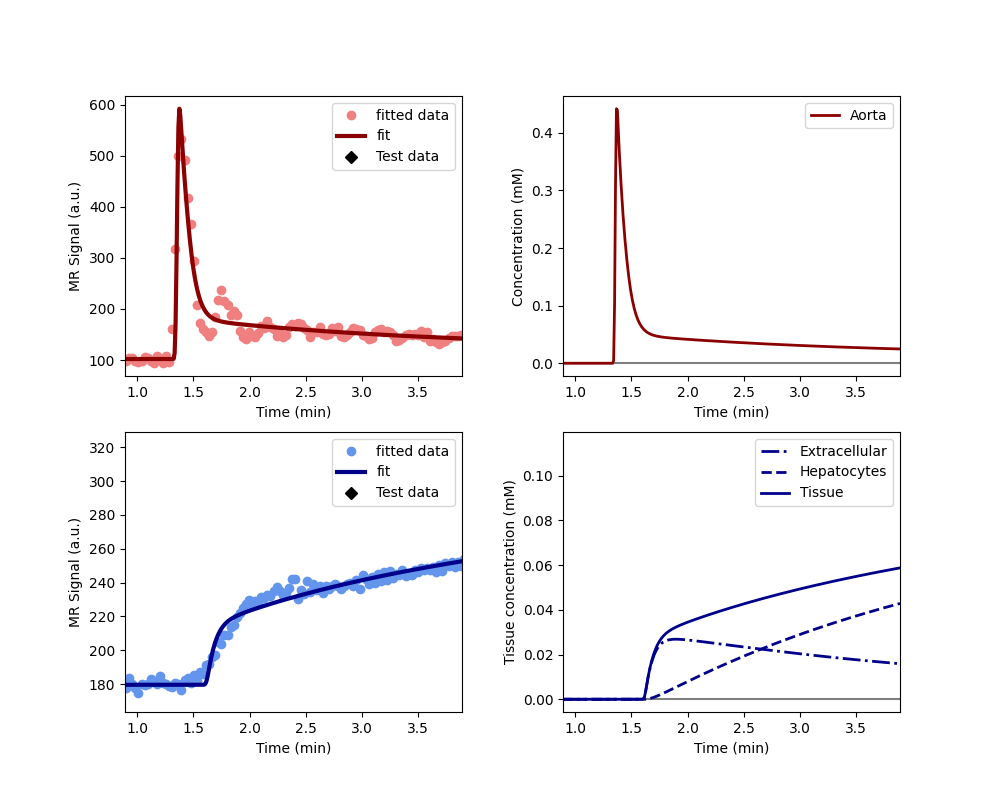 600
500
400
300
200
100
MR Signal (a.u.)
fitted data
fit
Test data
1.0 1.5 2.0 2.5 3.0 3.5
Time (min)
0.4
0.3
0.2
0.1
0.0
Concentration (mM)
Aorta
1.0 1.5 2.0 2.5 3.0 3.5
Time (min)
320
300
280
260
240
220
200
180
MR Signal (a.u.)
fitted data
fit
Test data
1.0 1.5 2.0 2.5 3.0 3.5
Time (min)
0.10
0.08
0.06
0.04
0.02
0.00
Tissue concentration (mM)
Extracellular
Hepatocytes
Tissue
1.0 1.5 2.0 2.5 3.0 3.5
Time (min)